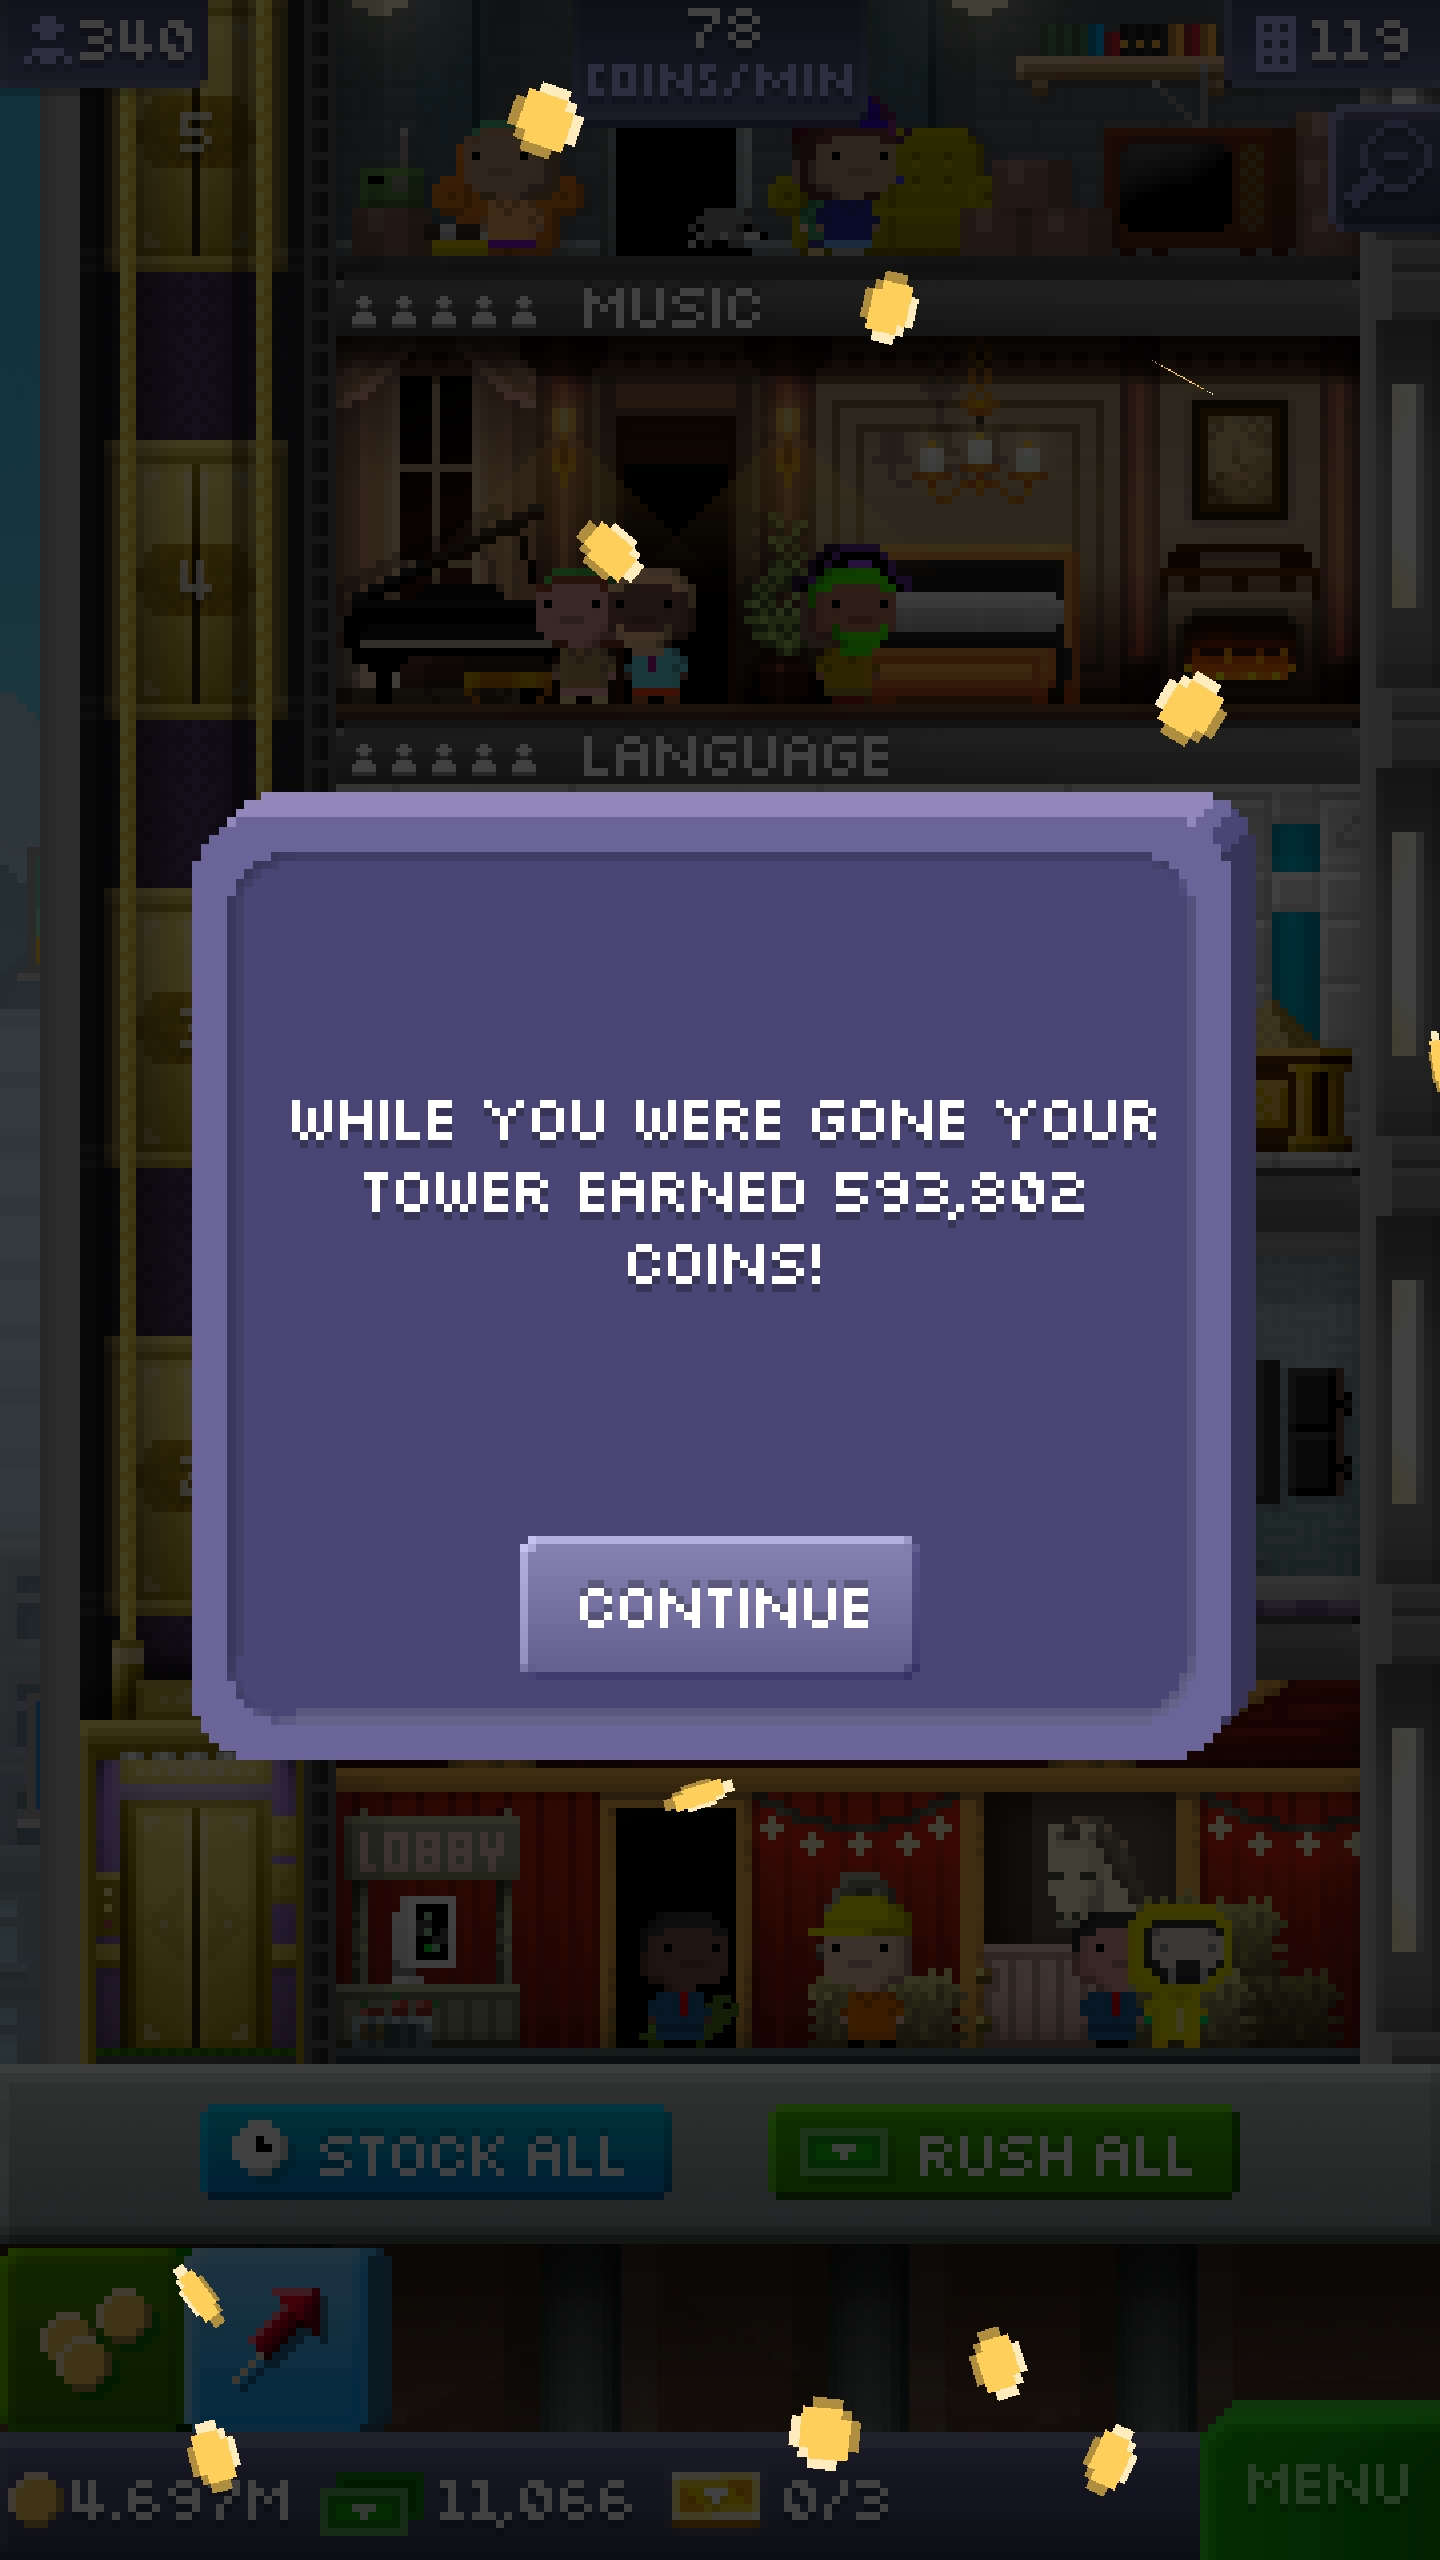 340
78
COINS/MIN
119
5
MUSIC
4
LANGUAGE
WHILE YOU WERE GONE YOUR
TOWER EARNED 593,802
COINS!
CONTINUE
LOBBY
STOCK ALL
RUSH ALL
4.697M
11,066
0/3
MENU